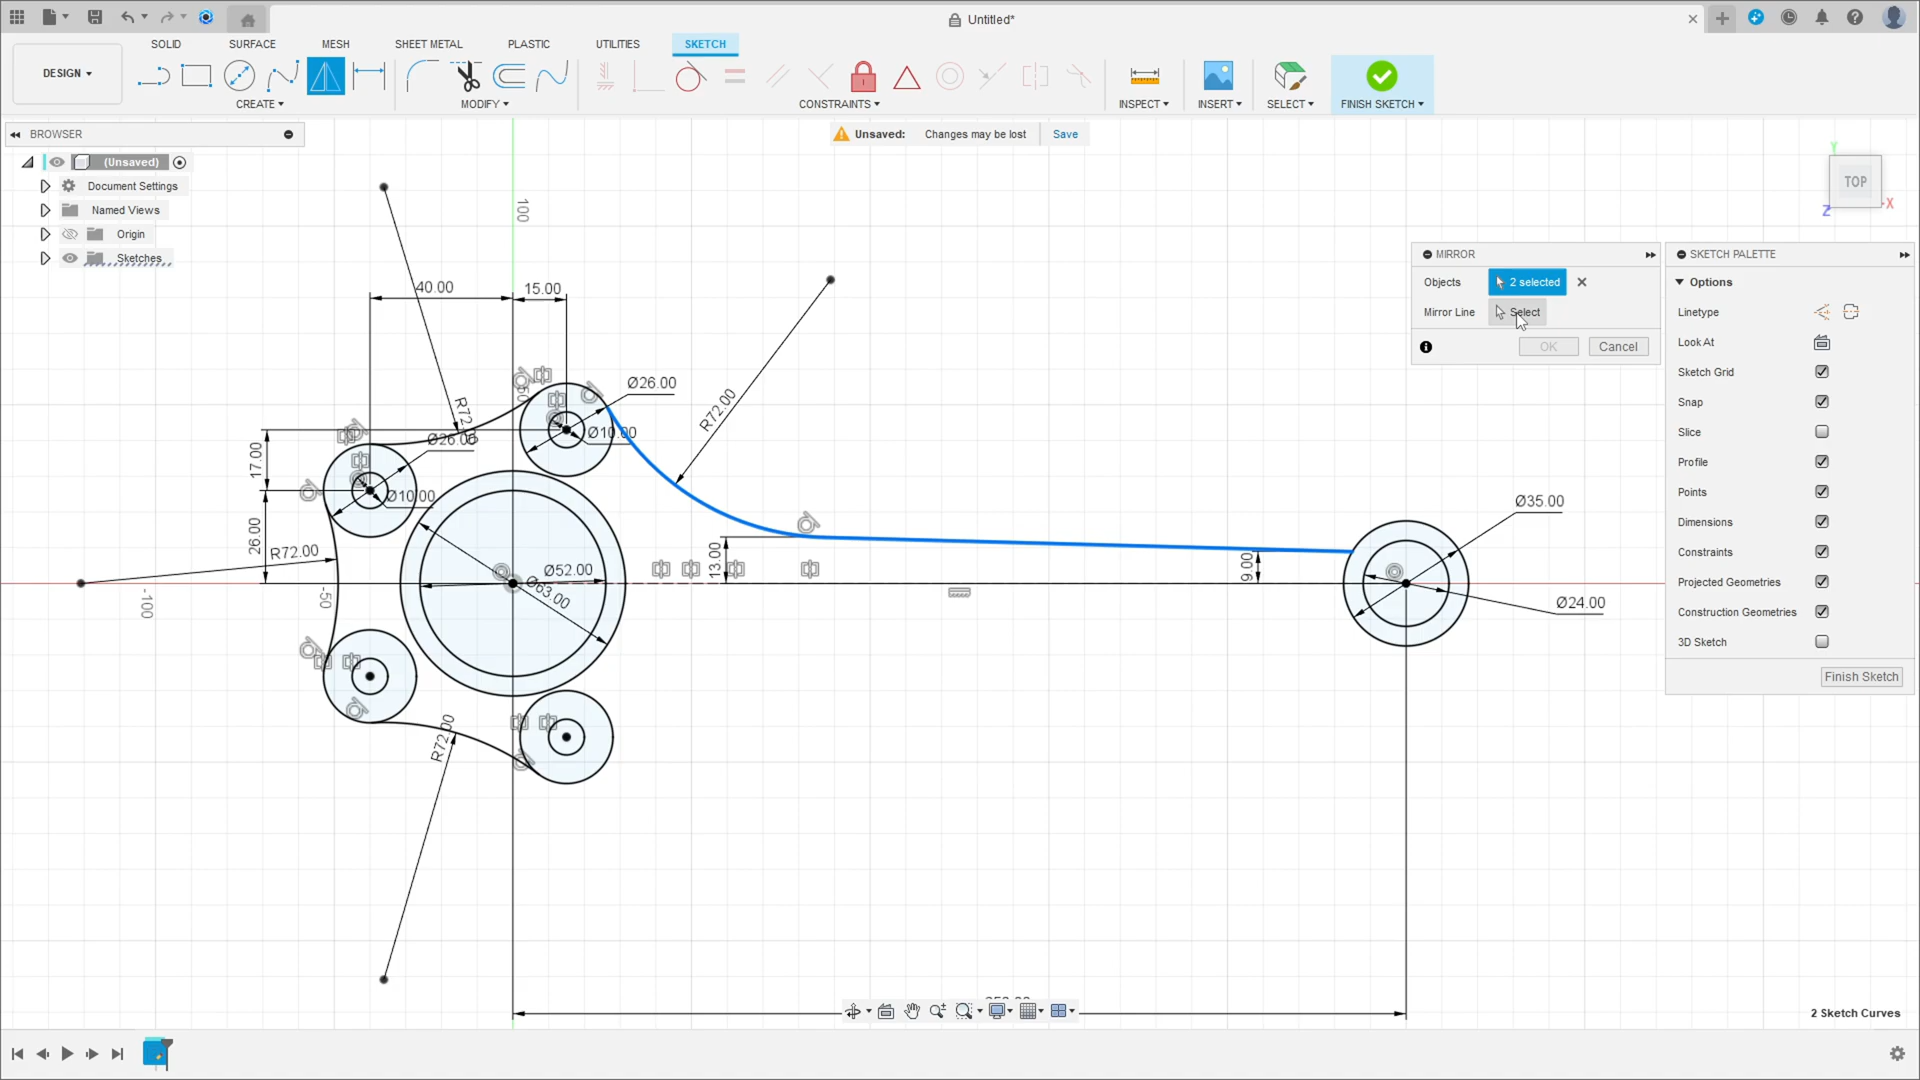 Untitled*
SOLID SURFACE MESH SHEET METAL PLASTIC UTILITIES SKETCH
DESIGN
CREATE MODIFY CONSTRAINTS INSPECT INSERT SELECT FINISH SKETCH
BROWSER
Unsaved: Changes may be lost Save
(Unsaved)
Document Settings
Named Views
Origin
Sketches
TOP
Y
X
Z
MIRROR
Objects 2 selected
Mirror Line Select
OK Cancel
SKETCH PALETTE
Options
Linetype
Look At
Sketch Grid
Snap
Slice
Profile
Points
Dimensions
Constraints
Projected Geometries
Construction Geometries
3D Sketch
Finish Sketch
100
40.00
15.00
Ø26.00
R72.00
Ø10.00
17.00
Ø26.00
Ø10.00
26.00
R72.00
-100
-50
Ø52.00
Ø63.00
13.00
9.00
Ø35.00
Ø24.00
R72.00
2 Sketch Curves